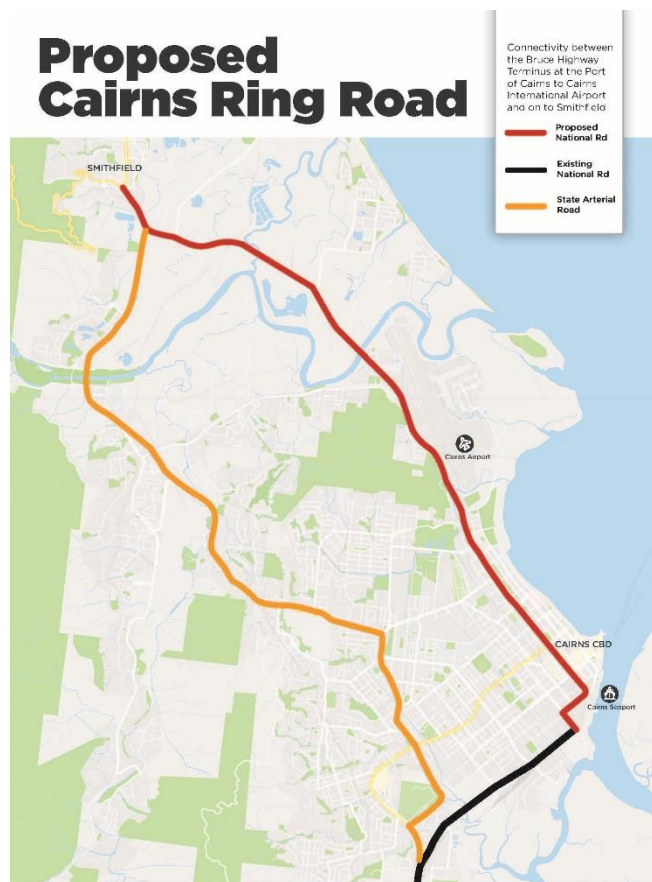 Proposed
Cairns Ring Road
Connectivity between
the Bruce Highway
Terminus at the Port
of Cairns to Cairns
International Airport
and on to Smithfield
Proposed
National Rd
Existing
National Rd
State Arterial
Road
SMITHFIELD
Cairns Airport
CAIRNS CBD
Cairns Seaport